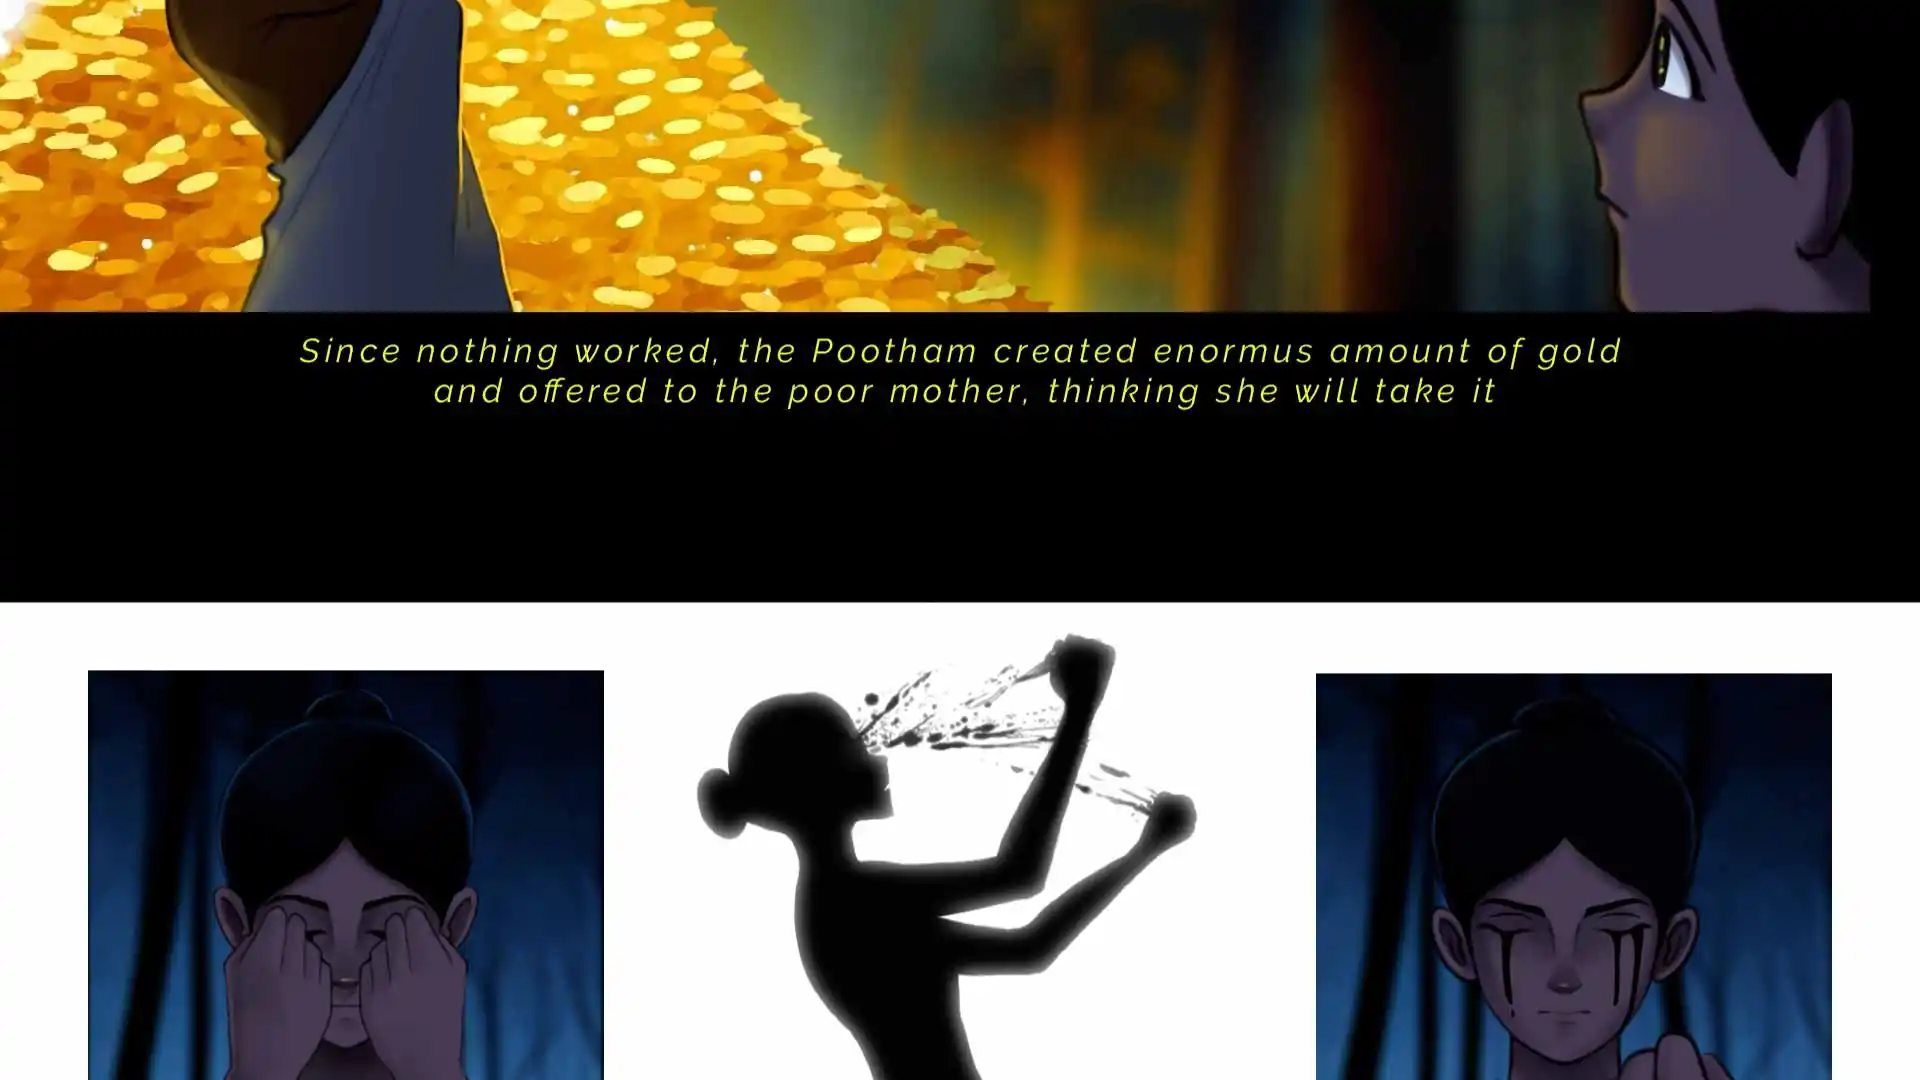 Since nothing worked, the Pootham created enormus amount of gold
and offered to the poor mother, thinking she will take it